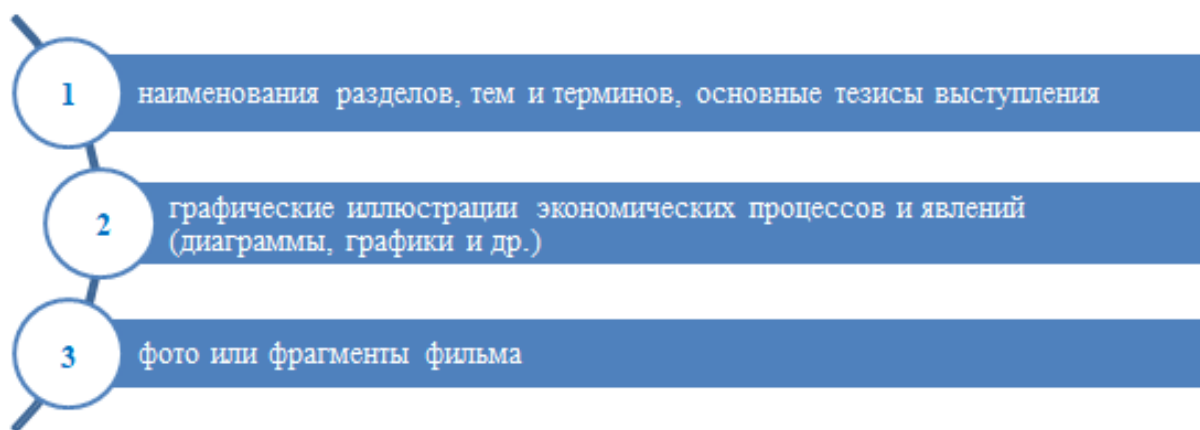 1
наименования разделов, тем и терминов, основные тезисы выступления
2
графические иллюстрации экономических процессов и явлений
(диаграммы, графики и др.)
3
фото или фрагменты фильма